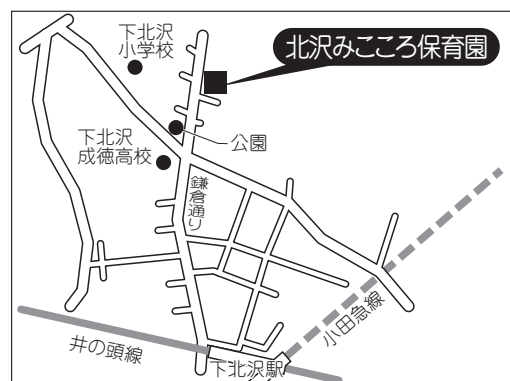 下北沢
小学校
北沢みこころ保育園
公園
下北沢
成徳高校
鎌倉通り
小田急線
井の頭線
下北沢駅